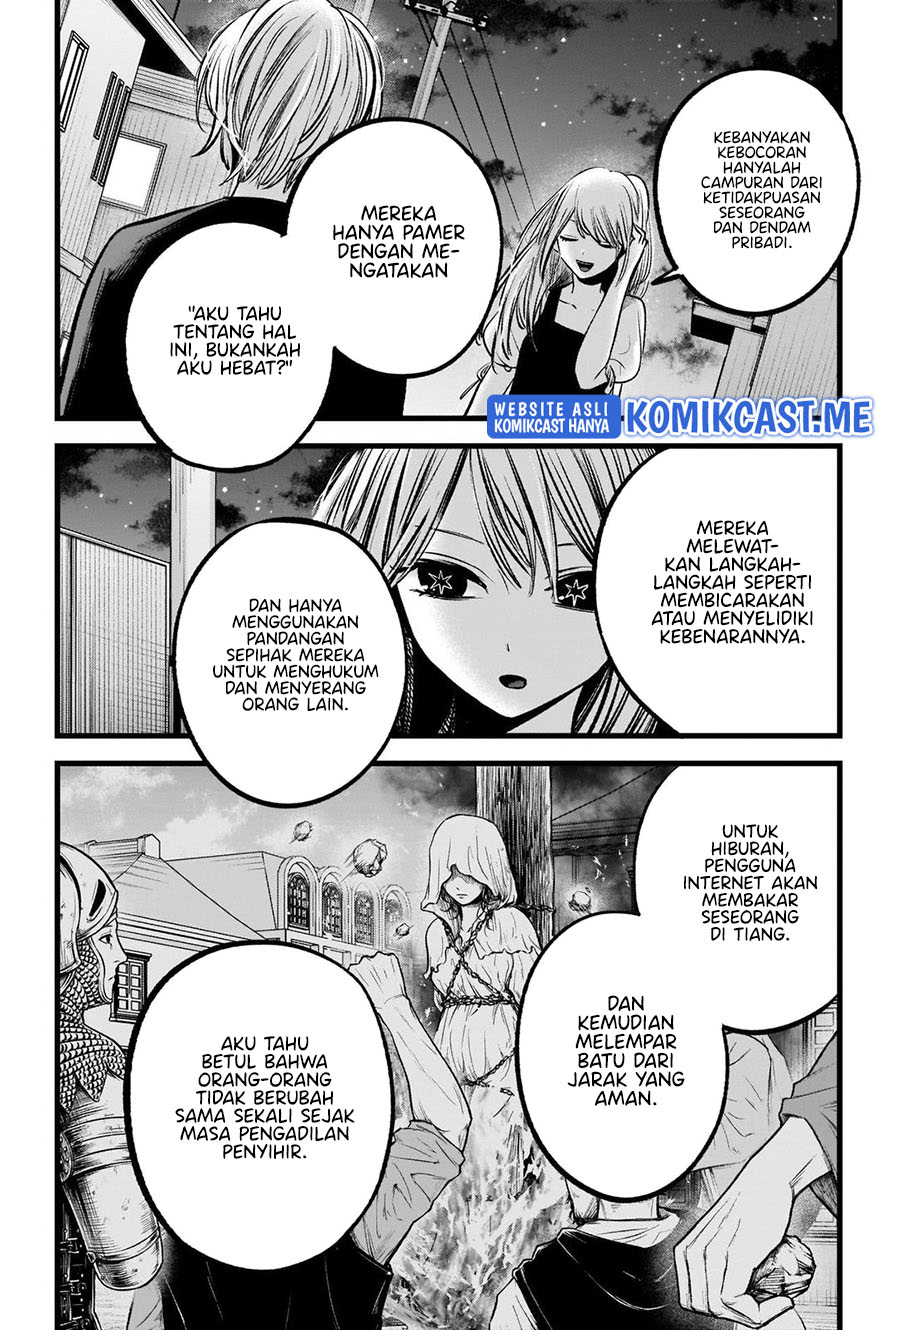 KEBANYAKAN
KEBOCORAN
HANYALAH
CAMPURAN DARI
KETIDAKPUASAN
SESEORANG
DAN DENDAM
PRIBADI.
MEREKA
HANYA PAMER
DENGAN ME-
NGATAKAN
"AKU TAHU
TENTANG HAL
INI, BUKANKAH
AKU HEBAT?"
WEBSITE ASLI
KOMIKCAST HANYA
KOMIKCAST.ME
MEREKA
MELEWAT-
KAN LANGKAH-
LANGKAH SEPERTI
MEMBICARAKAN
ATAU MENYELIDIKI
KEBENARANNYA.
DAN HANYA
MENGGUNAKAN
PANDANGAN
SEPIHAK MEREKA
UNTUK MENGHUKUM
DAN MENYERANG
ORANG LAIN.
UNTUK
HIBURAN,
PENGGUNA
INTERNET AKAN
MEMBAKAR
SESEORANG
DI TIANG.
DAN
KEMUDIAN
MELEMPAR
BATU DARI
JARAK YANG
AMAN.
AKU TAHU
BETUL BAHWA
ORANG-ORANG
TIDAK BERUBAH
SAMA SEKALI SEJAK
MASA PENGADILAN
PENYIHIR.